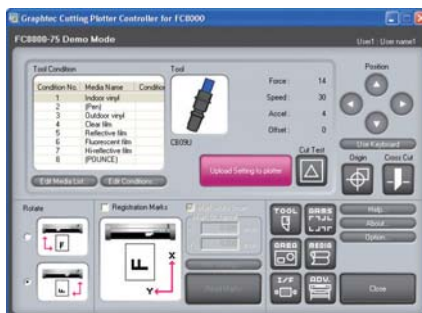 Graphtec Cutting Plotter Controller for FC8000
FC8000-75 Demo Mode
User1 : User name1
Tool Condition
Condition No. Media Name Condition
1 Indoor vinyl
2 (Pen)
3 Outdoor vinyl
4 Clear film
5 Reflective film
6 Fluorescent film
7 Hi-reflective film
8 (POUNCE)
Edit Media List...
Edit Conditions...
Tool
CB09U
Force : 14
Speed : 30
Accel : 4
Offset : 0
Upload Setting to plotter
Cut Test
Position
Use Keyboard
Origin
Cross Cut
Rotate
F
F
Registration Marks
F
X
Y
TOOL
ARMS
AREA
MEDIA
I/F
ADV.
Help...
About...
Option...
Close